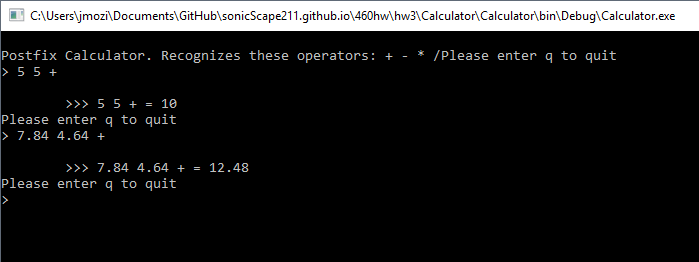 C:\Users\jmozi\Documents\GitHub\sonicScape211.github.io\460hw\hw3\Calculator\Calculator\bin\Debug\Calculator.exe
Postfix Calculator. Recognizes these operators: + - * /Please enter q to quit
> 5 5 +
>>> 5 5 + = 10
Please enter q to quit
> 7.84 4.64 +
>>> 7.84 4.64 + = 12.48
Please enter q to quit
>